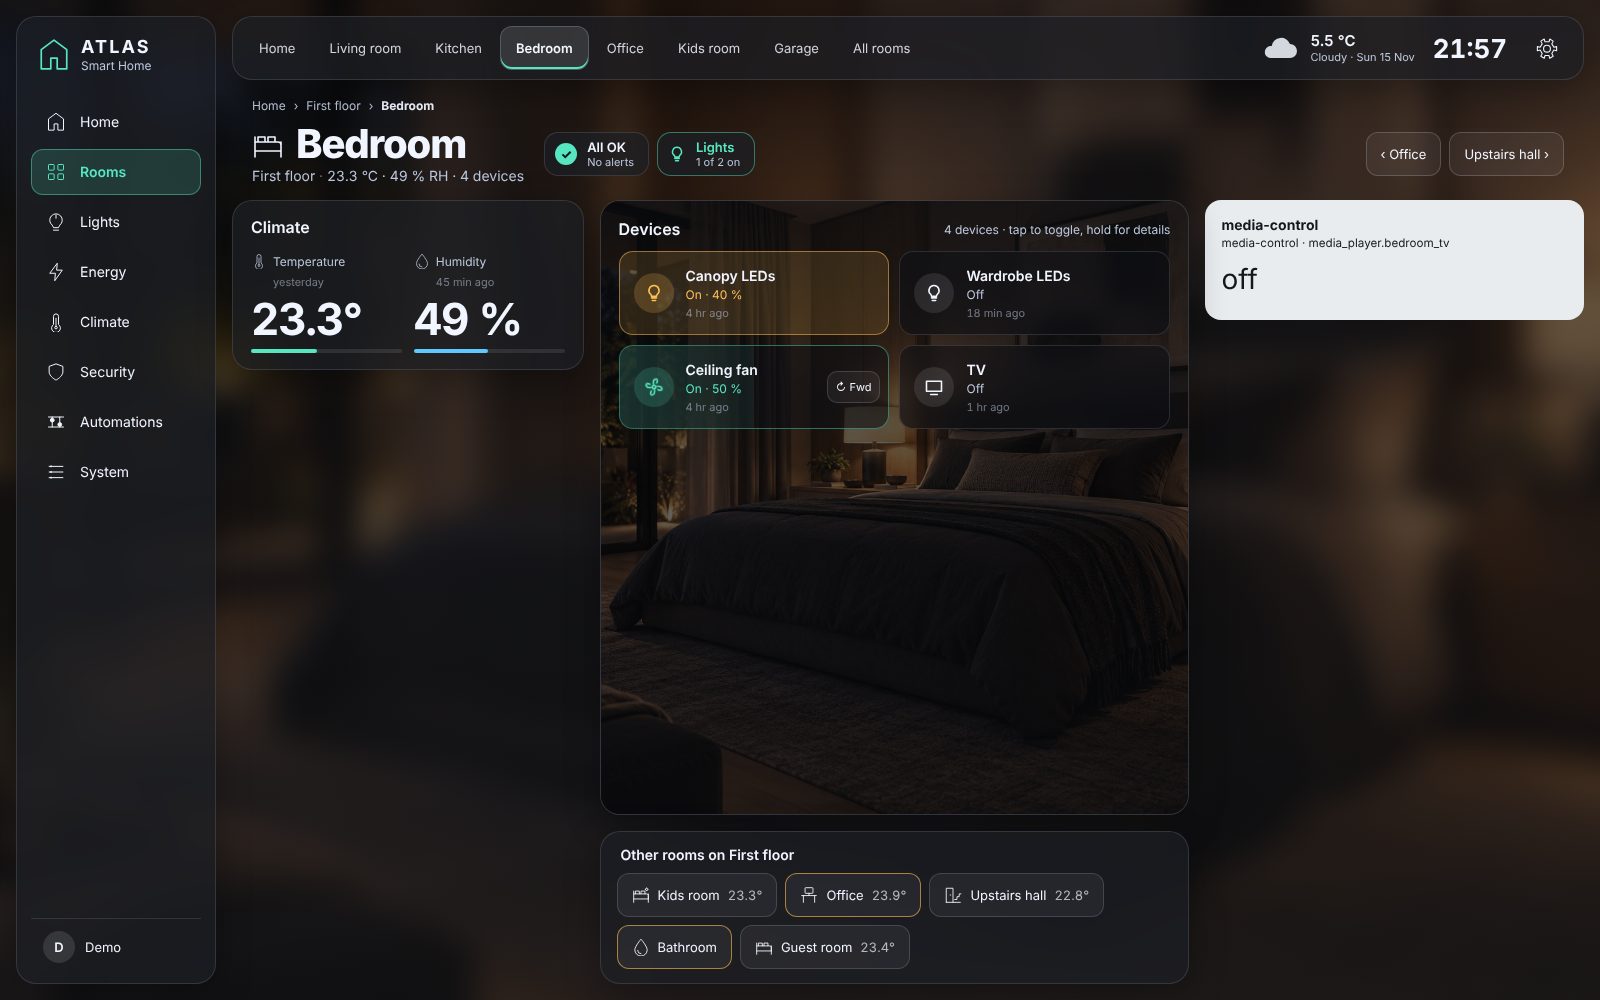 ATLAS
Smart Home
Home
Rooms
Lights
Energy
Climate
Security
Automations
System
D Demo
Home Living room Kitchen Bedroom Office Kids room Garage All rooms
5.5 °C
Cloudy · Sun 15 Nov
21:57
Home › First floor › Bedroom
Bedroom
First floor · 23.3 °C · 49 % RH · 4 devices
All OK
No alerts
Lights
1 of 2 on
‹ Office
Upstairs hall ›
Climate
Temperature
yesterday
23.3°
Humidity
45 min ago
49 %
Devices
4 devices · tap to toggle, hold for details
Canopy LEDs
On · 40 %
4 hr ago
Wardrobe LEDs
Off
18 min ago
Ceiling fan
On · 50 %
4 hr ago
↻ Fwd
TV
Off
1 hr ago
media-control
media-control · media_player.bedroom_tv
off
Other rooms on First floor
Kids room 23.3°
Office 23.9°
Upstairs hall 22.8°
Bathroom
Guest room 23.4°